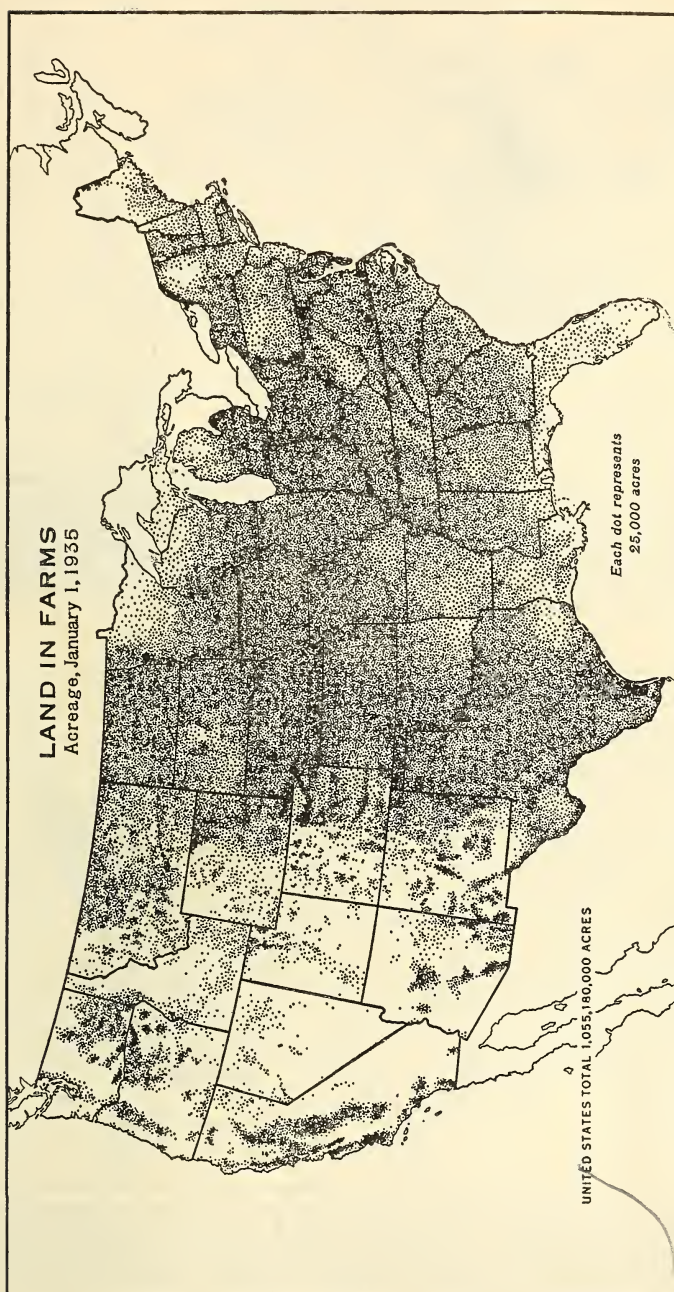 LAND IN FARMS
Acreage, January 1, 1935
Each dot represents
25,000 acres
UNITED STATES TOTAL 1,055,180,000 ACRES